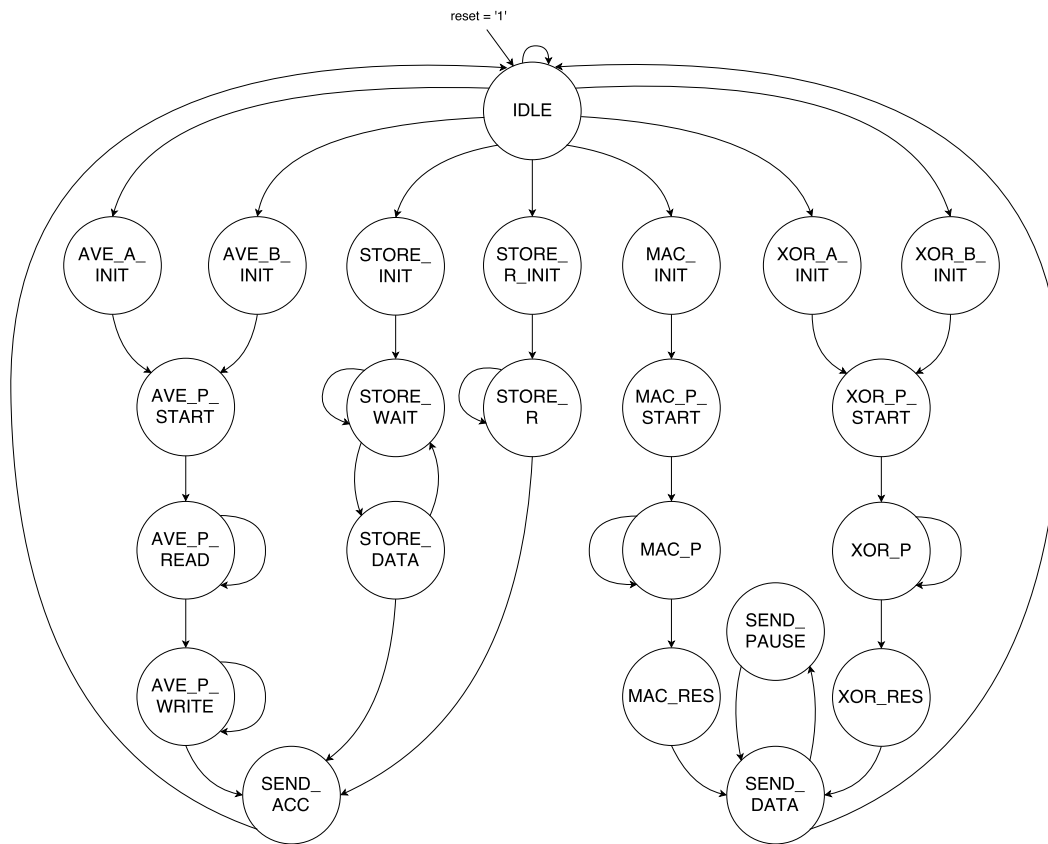 reset = '1'
IDLE
AVE_A_
INIT
AVE_B_
INIT
STORE_
INIT
STORE_
R_INIT
MAC_
INIT
XOR_A_
INIT
XOR_B_
INIT
AVE_P_
START
STORE_
WAIT
STORE_
R
MAC_P_
START
XOR_P_
START
AVE_P_
READ
STORE_
DATA
MAC_P
XOR_P
SEND_
PAUSE
AVE_P_
WRITE
MAC_RES
XOR_RES
SEND_
ACC
SEND_
DATA